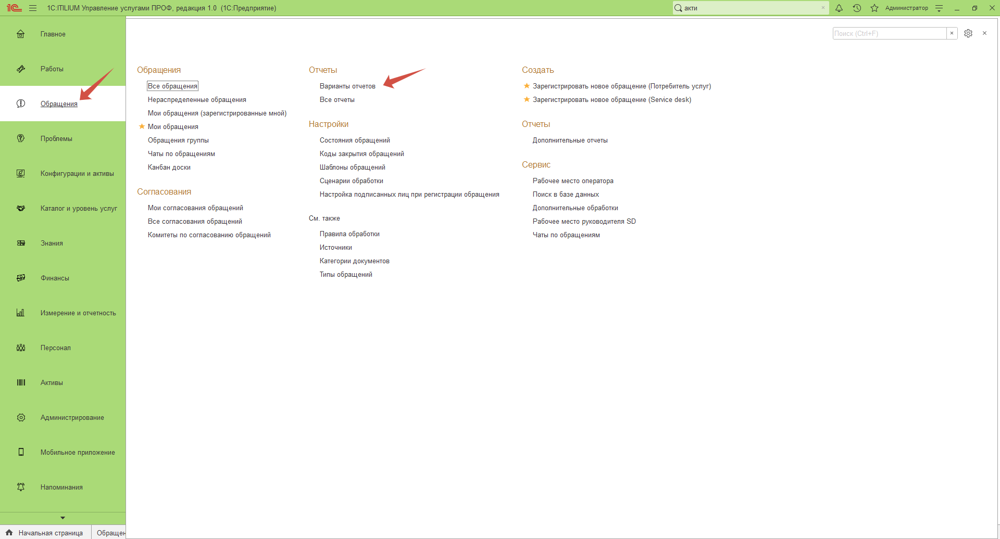 1С:ITILIUM Управление услугами ПРОФ, редакция 1.0 (1С:Предприятие)
акти
Администратор
Поиск (Ctrl+F)
Главное
Работы
Обращения
Проблемы
Конфигурации и активы
Каталог и уровень услуг
Знания
Финансы
Измерение и отчетность
Персонал
Активы
Администрирование
Мобильное приложение
Напоминания
Обращения
Все обращения
Нераспределенные обращения
Мои обращения (зарегистрированные мной)
Мои обращения
Обращения группы
Чаты по обращениям
Канбан доски
Согласования
Мои согласования обращений
Все согласования обращений
Комитеты по согласованию обращений
Отчеты
Варианты отчетов
Все отчеты
Настройки
Состояния обращений
Коды закрытия обращений
Шаблоны обращений
Сценарии обработки
Настройка подписанных лиц при регистрации обращения
См. также
Правила обработки
Источники
Категории документов
Типы обращений
Создать
Зарегистрировать новое обращение (Потребитель услуг)
Зарегистрировать новое обращение (Service desk)
Отчеты
Дополнительные отчеты
Сервис
Рабочее место оператора
Поиск в базе данных
Дополнительные обработки
Рабочее место руководителя SD
Чаты по обращениям
Начальная страница
Обращен